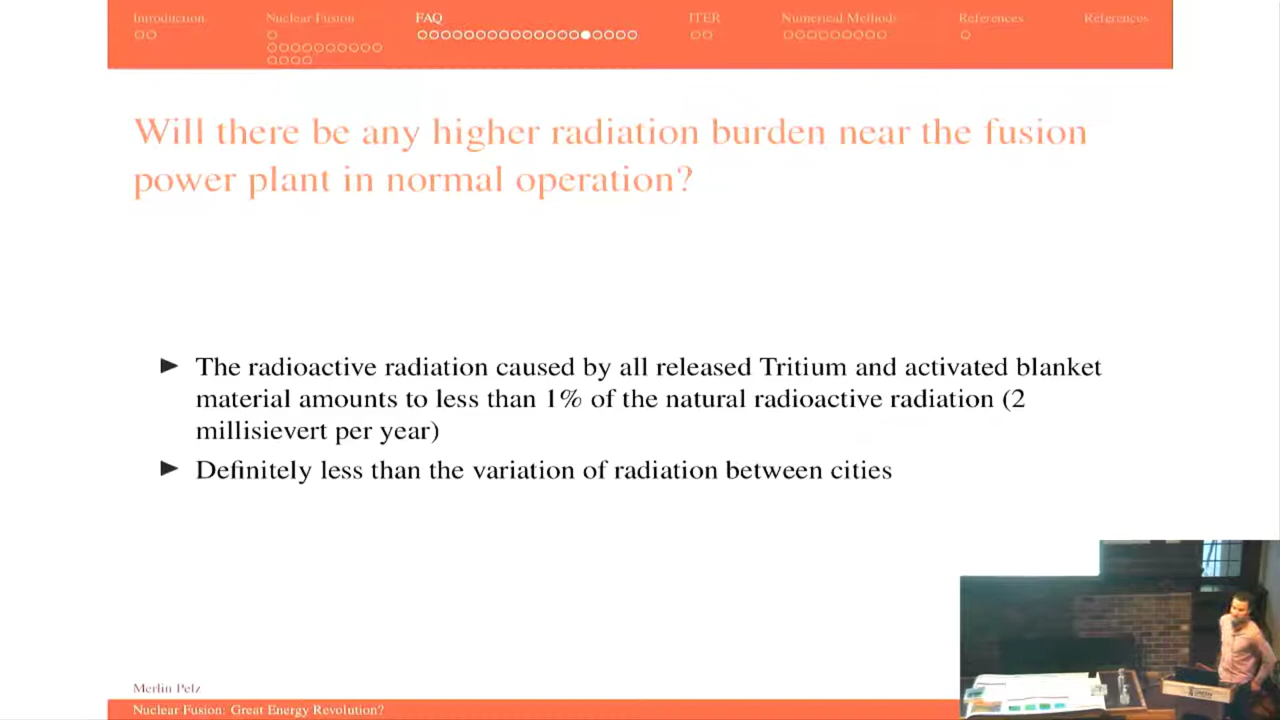 Introduction
Nuclear Fusion
FAQ
ITER
Numerical Methods
References
References
Will there be any higher radiation burden near the fusion
power plant in normal operation?
► The radioactive radiation caused by all released Tritium and activated blanket
material amounts to less than 1% of the natural radioactive radiation (2
millisievert per year)
► Definitely less than the variation of radiation between cities
Merlin Pelz
Nuclear Fusion: Great Energy Revolution?